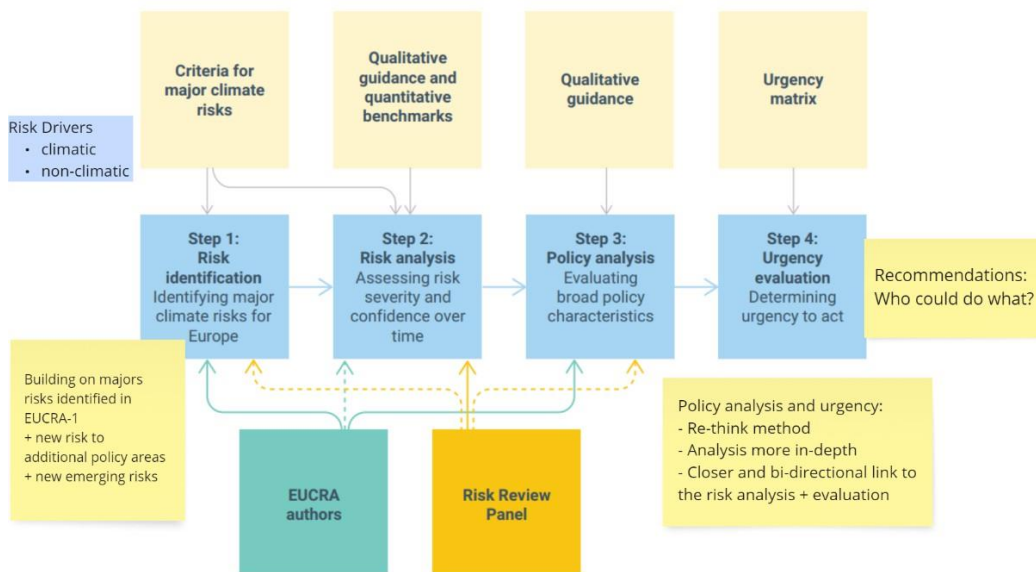 Criteria for
major climate
risks
Qualitative
guidance and
quantitative
benchmarks
Qualitative
guidance
Urgency
matrix
Risk Drivers
• climatic
• non-climatic
Step 1:
Risk
identification
Identifying major
climate risks for
Europe
Step 2:
Risk analysis
Assessing risk
severity and
confidence over
time
Step 3:
Policy analysis
Evaluating
broad policy
characteristics
Step 4:
Urgency
evaluation
Determining
urgency to act
Recommendations:
Who could do what?
Building on majors
risks identified in
EUCRA-1
+ new risk to
additional policy areas
+ new emerging risks
EUCRA
authors
Risk Review
Panel
Policy analysis and urgency:
- Re-think method
- Analysis more in-depth
- Closer and bi-directional link to
the risk analysis + evaluation